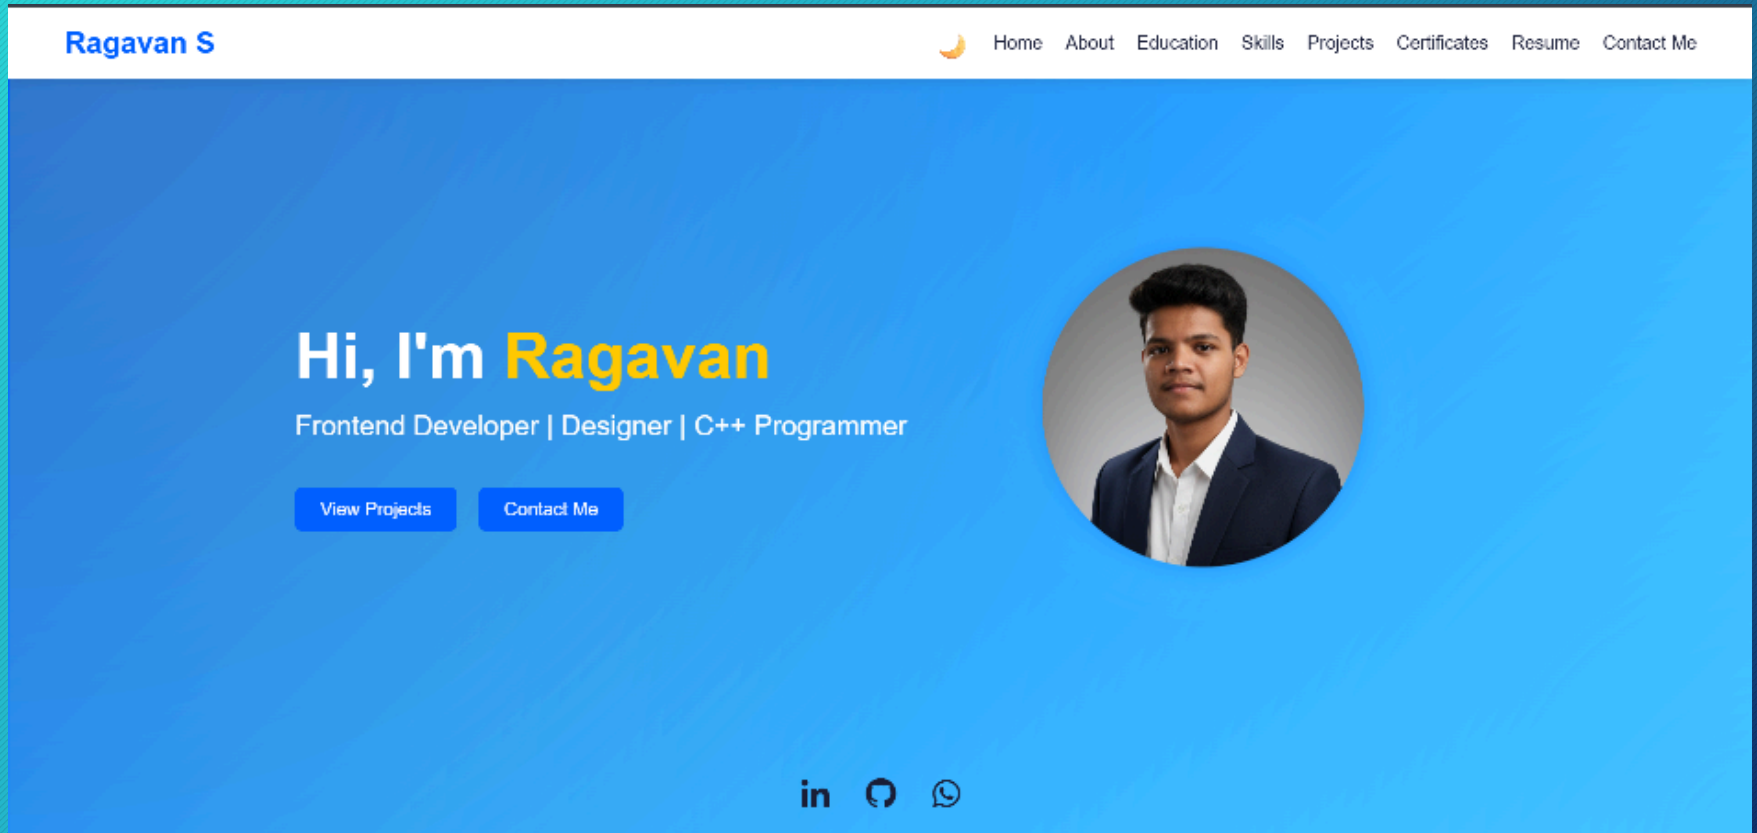 Ragavan S
Home About Education Skills Projects Certificates Resume Contact Me
Hi, I'm Ragavan
Frontend Developer | Designer | C++ Programmer
View Projects Contact Me
in